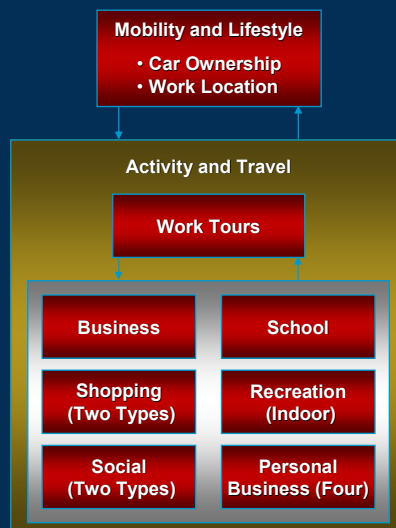 Mobility and Lifestyle
• Car Ownership
• Work Location
Activity and Travel
Work Tours
Business
School
Shopping
(Two Types)
Recreation
(Indoor)
Social
(Two Types)
Personal
Business (Four)